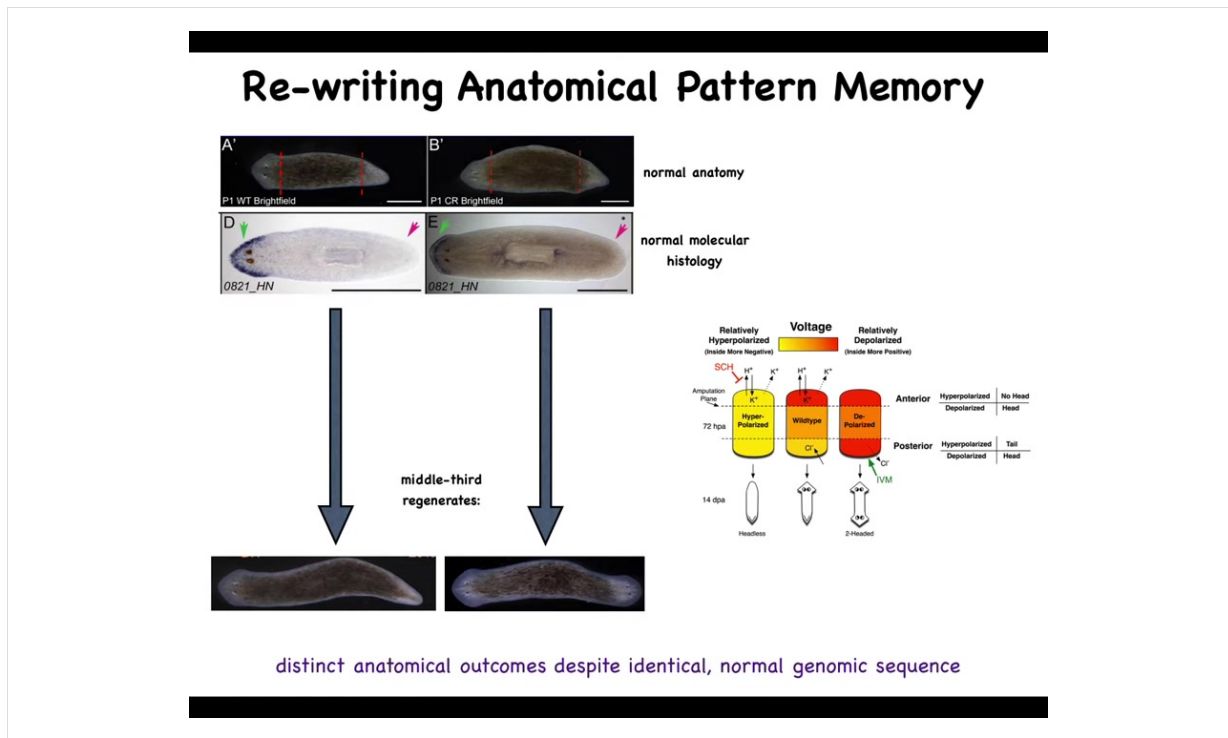 Re-writing Anatomical Pattern Memory
A'
P1 WT Brightfield
B'
P1 CR Brightfield
normal anatomy
D
0821_HN
E
*
0821_HN
normal molecular
histology
middle-third
regenerates:
Relatively
Hyperpolarized
(Inside More Negative)
Voltage
Relatively
Depolarized
(Inside More Positive)
SCH
H+
K+
H+
K+
Amputation
Plane
K+
K+
72 hpa
Hyper-
Polarized
Wildtype
De-
Polarized
Cl-
Cl-
IVM
Anterior
Hyperpolarized No Head
Depolarized Head
Posterior
Hyperpolarized Tail
Depolarized Head
14 dpa
Headless
2-Headed
distinct anatomical outcomes despite identical, normal genomic sequence